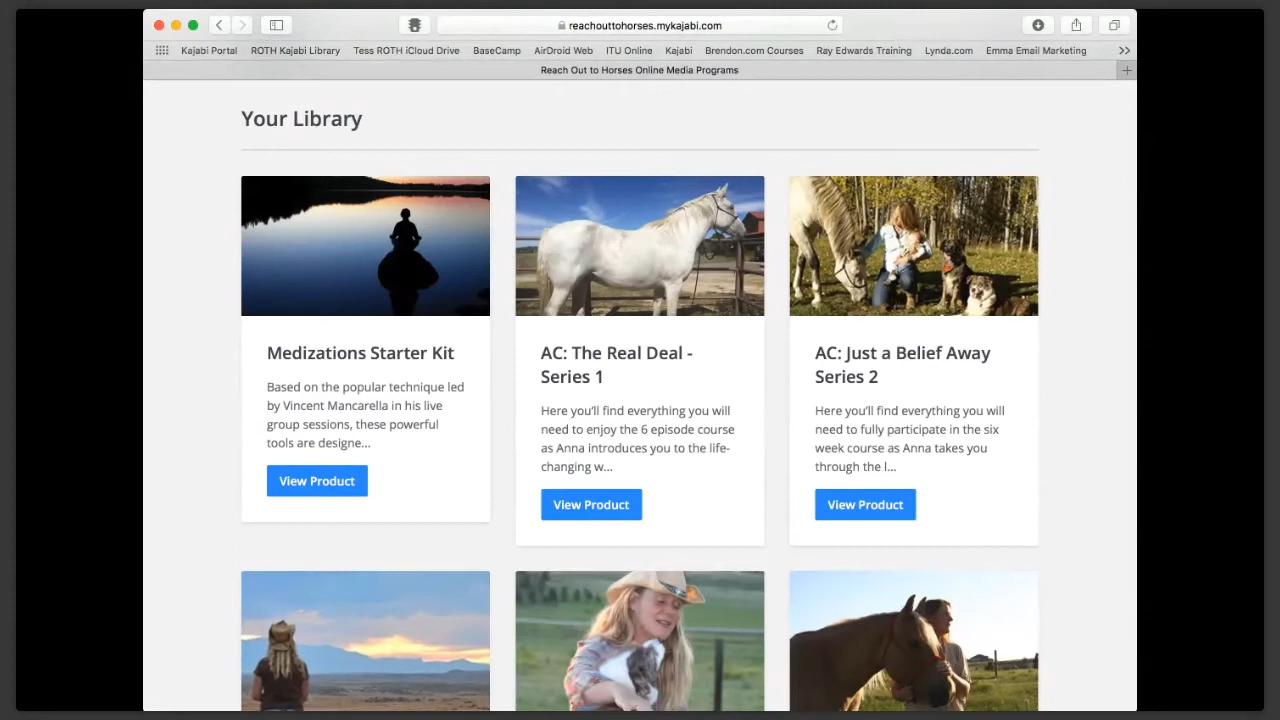 reachouttohorses.mykajabi.com
Kajabi Portal ROTH Kajabi Library Tess ROTH iCloud Drive BaseCamp AirDroid Web ITU Online Kajabi Brendon.com Courses Ray Edwards Training Lynda.com Emma Email Marketing
Reach Out to Horses Online Media Programs
Your Library
Medizations Starter Kit
Based on the popular technique led
by Vincent Mancarella in his live
group sessions, these powerful
tools are designe...
View Product
AC: The Real Deal -
Series 1
Here you'll find everything you will
need to enjoy the 6 episode course
as Anna introduces you to the life-
changing w...
View Product
AC: Just a Belief Away
Series 2
Here you'll find everything you will
need to fully participate in the six
week course as Anna takes you
through the l...
View Product